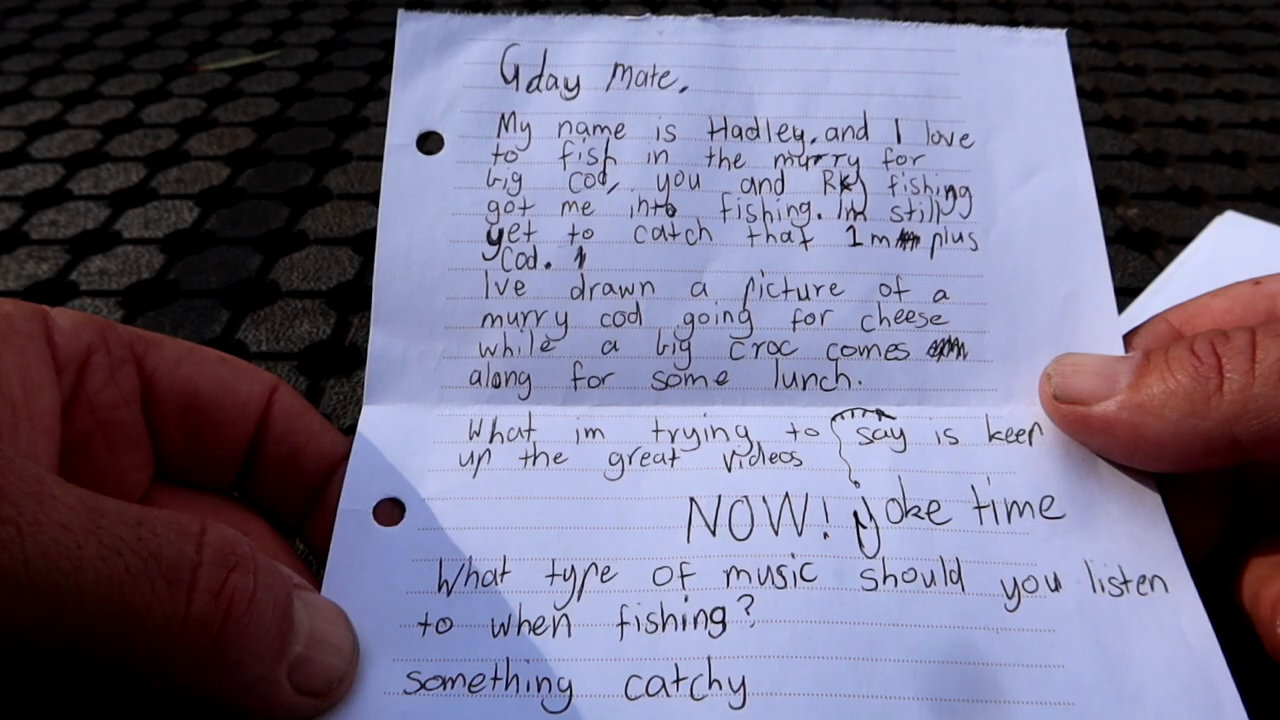 Gday Mate,
My name is Hadley, and I love
to fish in the murry for
big cod, you and fishing
got me into fishing. Im still
yet to catch that 1m plus
cod.
Ive drawn a picture of a
murry cod going for cheese
while a big croc comes
along for some lunch.
What im trying to say is keep
up the great videos
NOW! joke time
What type of music should you listen
to when fishing?
something catchy